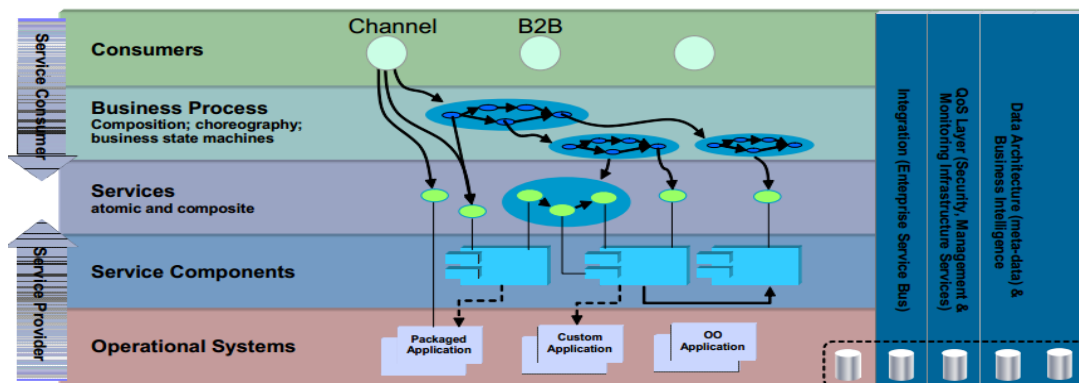 Channel
B2B
Consumers
Business Process
Composition; choreography;
business state machines
Services
atomic and composite
Service Components
Operational Systems
Packaged
Application
Custom
Application
OO
Application
Service Consumer
Service Provider
Integration (Enterprise Service Bus)
QoS Layer (Security, Management &
Monitoring Infrastructure Services)
Data Architecture (meta-data) &
Business Intelligence